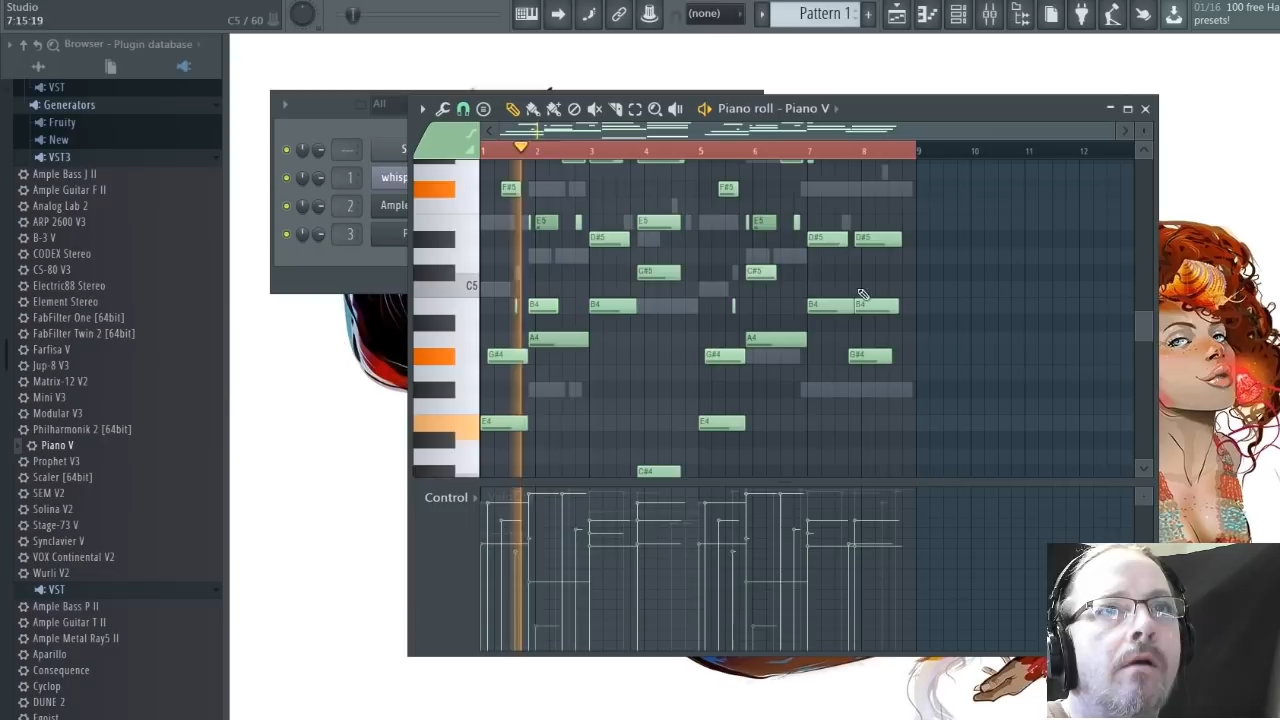 Studio
7:15:19
C5 / 60
(none)
Pattern 1
01/16 100 free Ha
presets!
Browser - Plugin database
VST
Generators
Fruity
New
VST3
Ample Bass J II
Ample Guitar F II
Analog Lab 2
ARP 2600 V3
B-3 V
CODEX Stereo
CS-80 V3
Electric88 Stereo
Element Stereo
FabFilter One [64bit]
FabFilter Twin 2 [64bit]
Farfisa V
Jup-8 V3
Matrix-12 V2
Mini V3
Modular V3
Philharmonik 2 [64bit]
Piano V
Prophet V3
Scaler [64bit]
SEM V2
Solina V2
Stage-73 V
Synclavier V
VOX Continental V2
Wurli V2
VST
Ample Bass P II
Ample Guitar T II
Ample Metal Ray5 II
Aparillo
Consequence
Cyclop
DUNE 2
Egoist
All
S
1 whisp
2 Ample
3 P
Piano roll - Piano V
1 2 3 4 5 6 7 8 9 10 11 12
F#5 F#5
E5 E5 E5
D#5 D#5 D#5
C#5 C#5
C5
B4 B4 B4 B4
A4 A4
G#4 G#4 G#4
E4 E4
C#4
Control